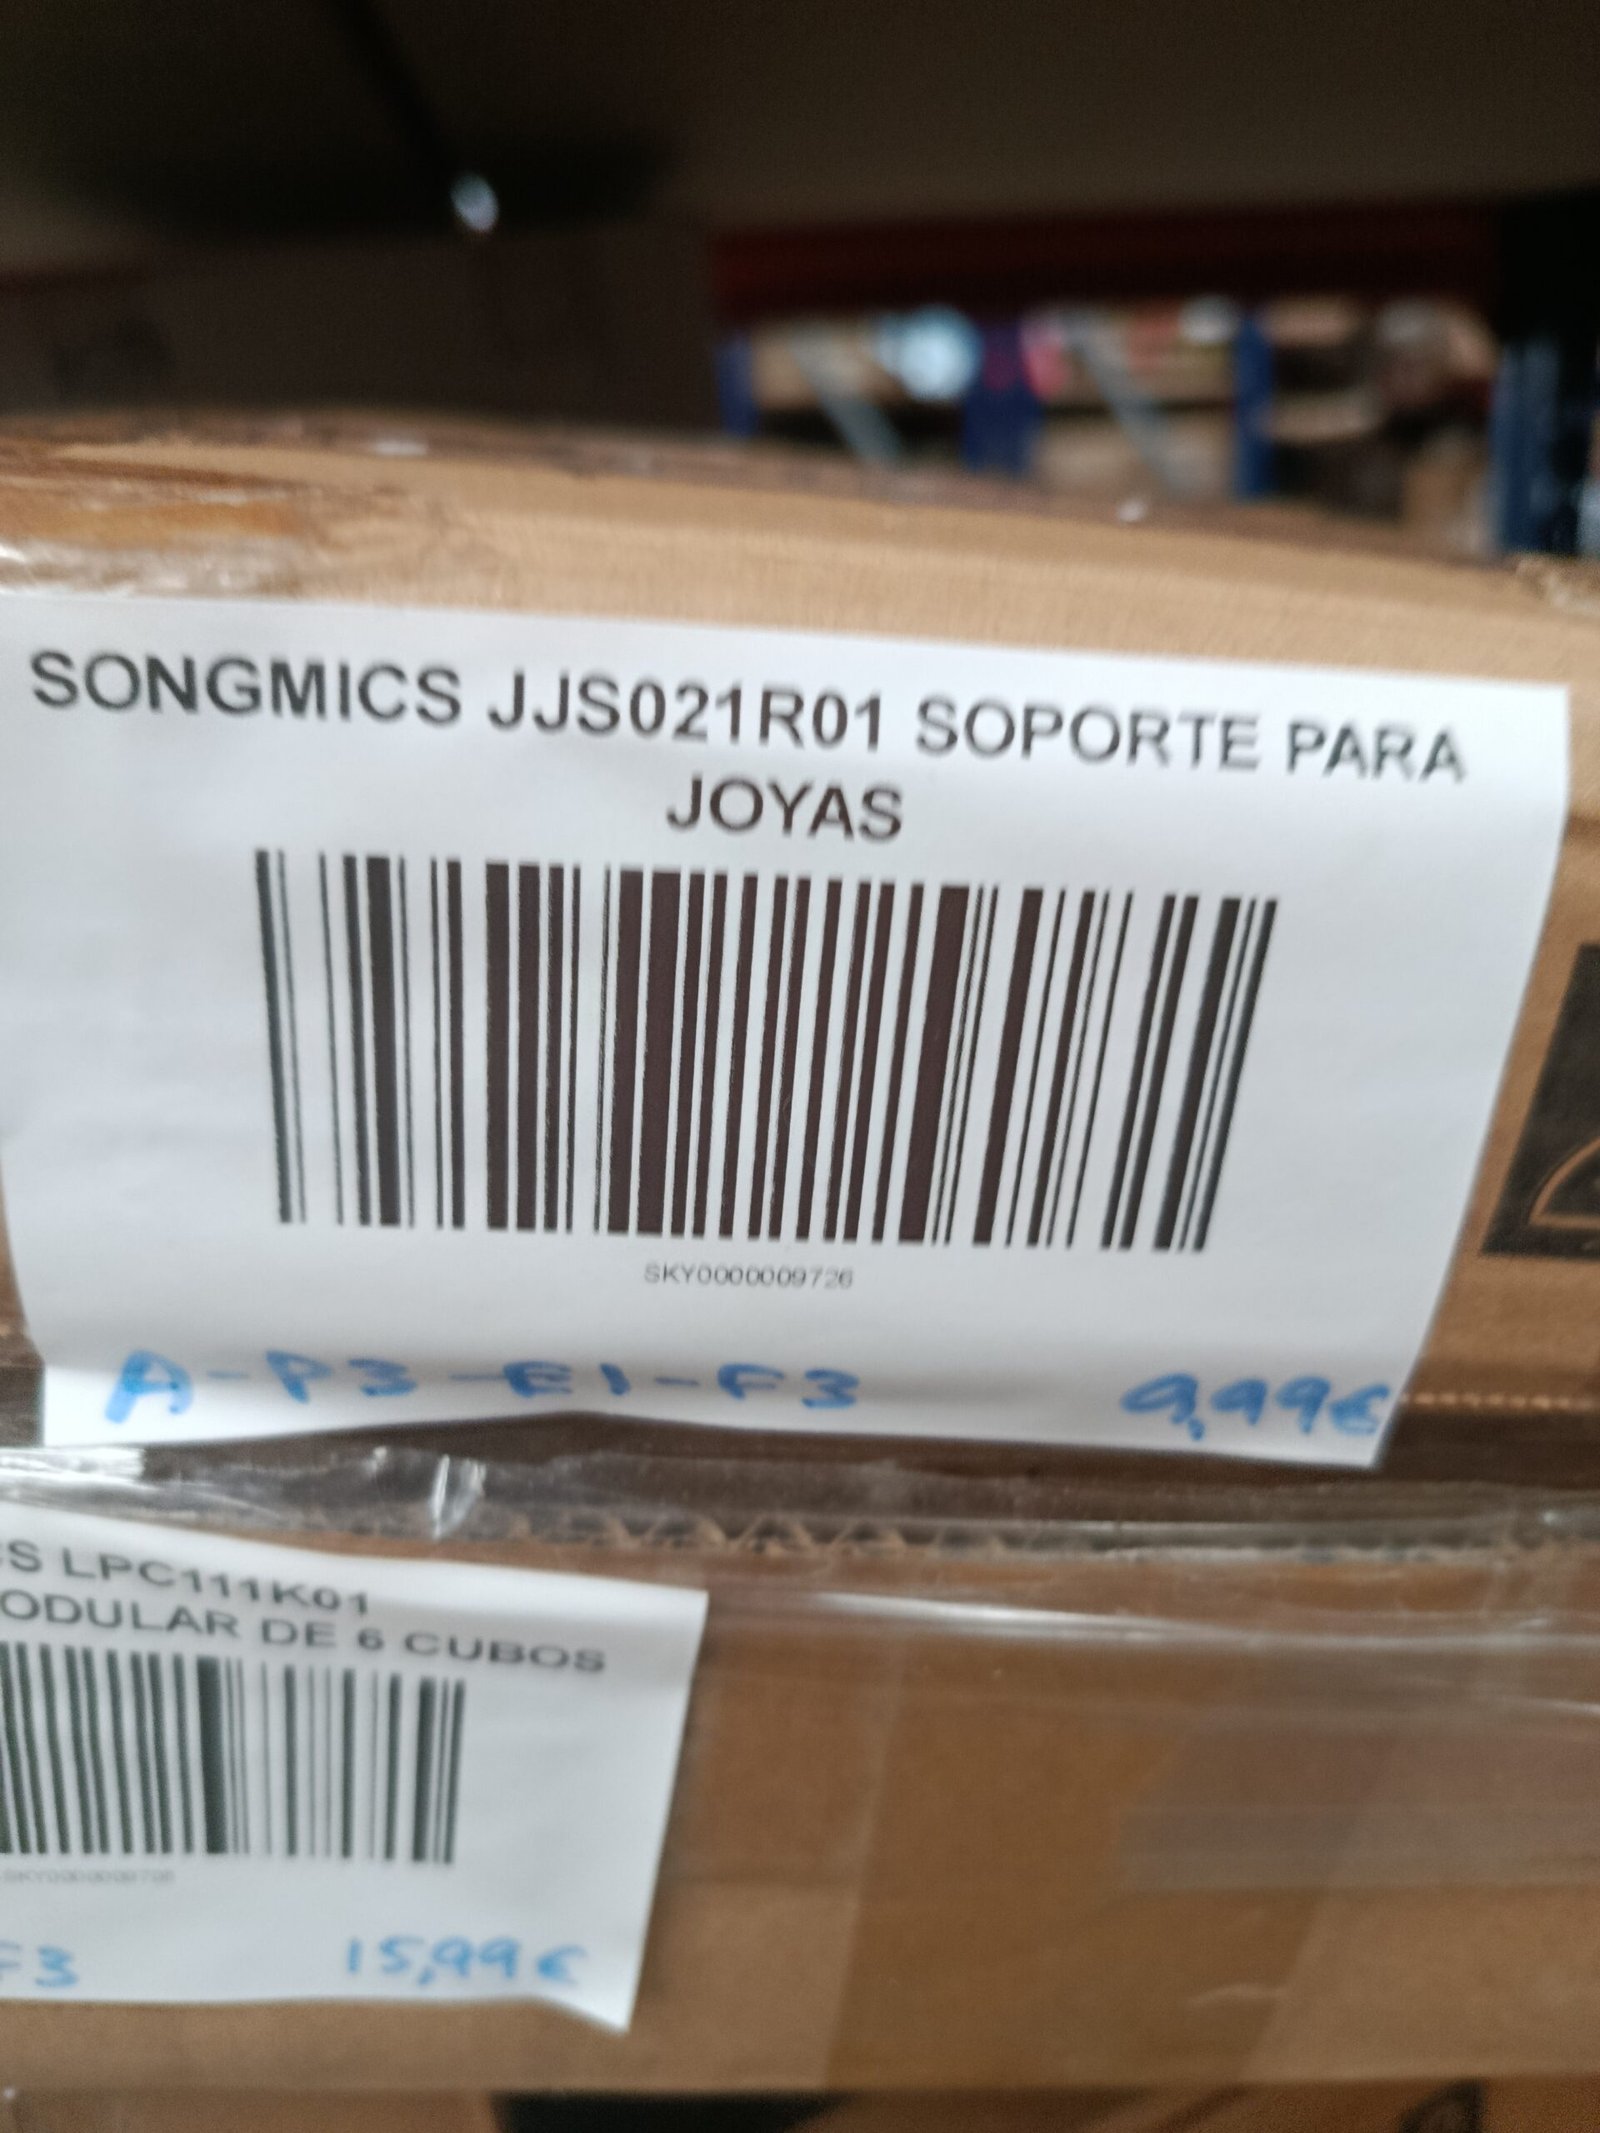 SONGMICS JJS021R01 SOPORTE PARA
JOYAS
SKY0000009726
A-P3-E1-F3 9,99€
CS LPC111K01
ODULAR DE 6 CUBOS
F3 15,99€